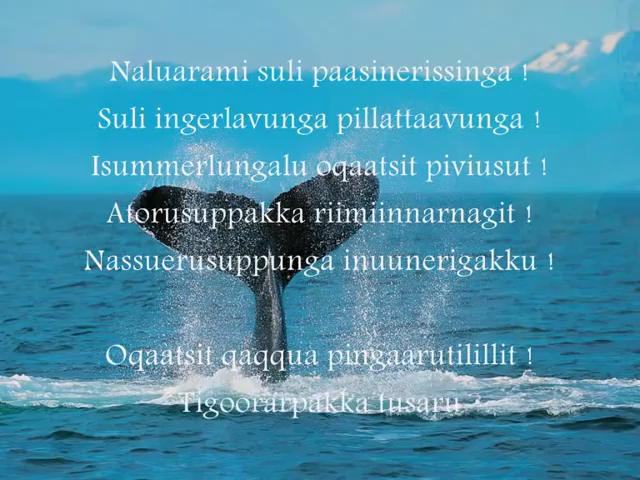 Naluarami suli paasinerissinga !
Suli ingerlavunga pillattaavunga !
Isummerlungalu oqaatsit piviusut !
Atorusuppakka riimiinnarnagit !
Nassuerusuppunga inuunerigakku !
Oqaatsit qaqqua pingaarutilillit !
Tigoorarpakka tusaru